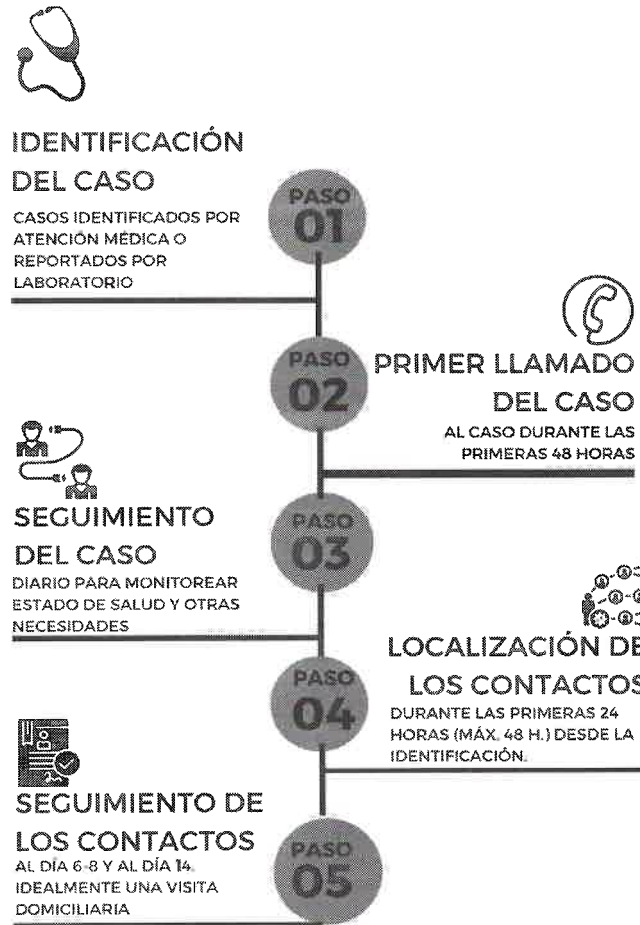 IDENTIFICACIÓN
DEL CASO
CASOS IDENTIFICADOS POR
ATENCIÓN MÉDICA O
REPORTADOS POR
LABORATORIO
PASO
01
PASO
02
PRIMER LLAMADO
DEL CASO
AL CASO DURANTE LAS
PRIMERAS 48 HORAS
SEGUIMIENTO
DEL CASO
DIARIO PARA MONITOREAR
ESTADO DE SALUD Y OTRAS
NECESIDADES
PASO
03
PASO
04
LOCALIZACIÓN DE
LOS CONTACTOS
DURANTE LAS PRIMERAS 24
HORAS (MÁX. 48 H.) DESDE LA
IDENTIFICACIÓN.
SEGUIMIENTO DE
LOS CONTACTOS
AL DÍA 6-8 Y AL DÍA 14.
IDEALMENTE UNA VISITA
DOMICILIARIA
PASO
05